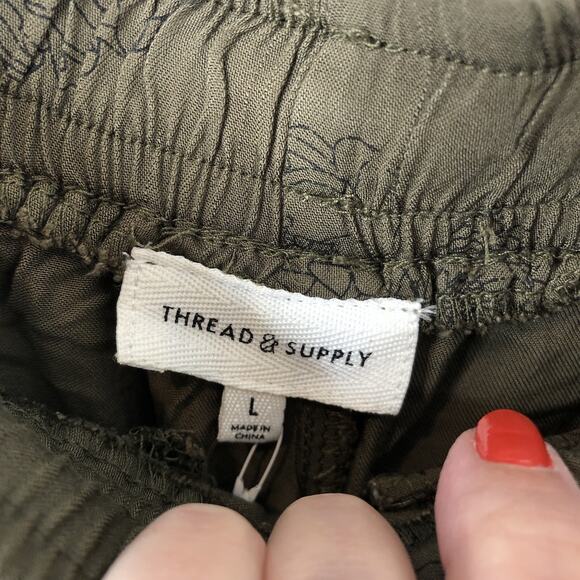 THREAD & SUPPLY
L
MADE IN
CHINA